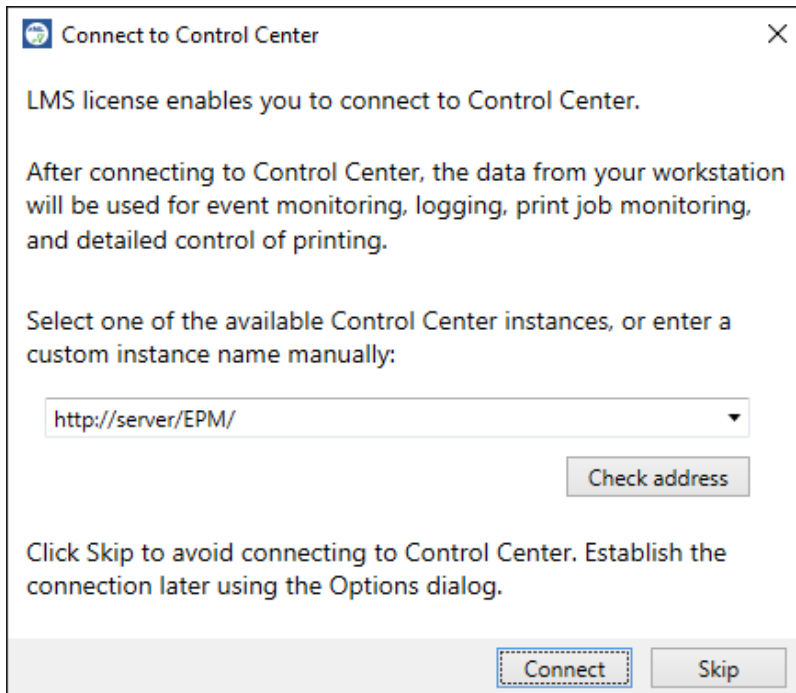 Connect to Control Center
LMS license enables you to connect to Control Center.
After connecting to Control Center, the data from your workstation
will be used for event monitoring, logging, print job monitoring,
and detailed control of printing.
Select one of the available Control Center instances, or enter a
custom instance name manually:
http://server/EPM/
Check address
Click Skip to avoid connecting to Control Center. Establish the
connection later using the Options dialog.
Connect
Skip